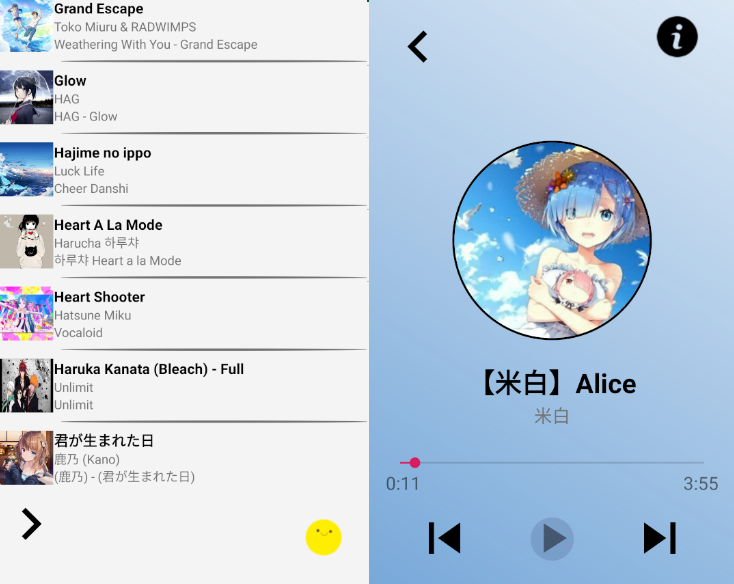 Grand Escape
Toko Miuru & RADWIMPS
Weathering With You - Grand Escape
Glow
HAG
HAG - Glow
Hajime no ippo
Luck Life
Cheer Danshi
Heart A La Mode
Harucha 하루챠
하루챠 Heart a la Mode
Heart Shooter
Hatsune Miku
Vocaloid
Haruka Kanata (Bleach) - Full
Unlimit
Unlimit
君が生まれた日
鹿乃 (Kano)
(鹿乃) - (君が生まれた日)
i
【米白】Alice
米白
0:11
3:55